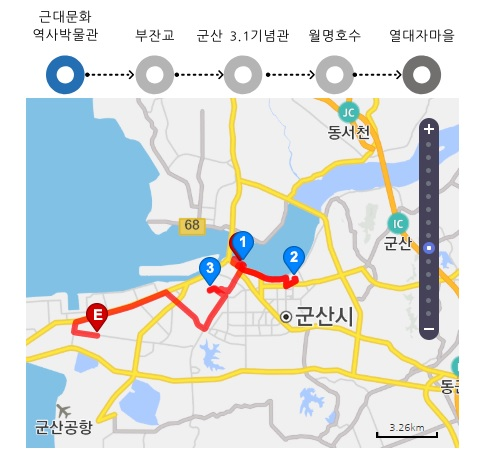 근대문화
역사박물관
부잔교
군산 3.1기념관
월명호수
열대자마을
JC
동서천
68
IC
군산
1
2
3
E
군산시
군산공항
3.26km